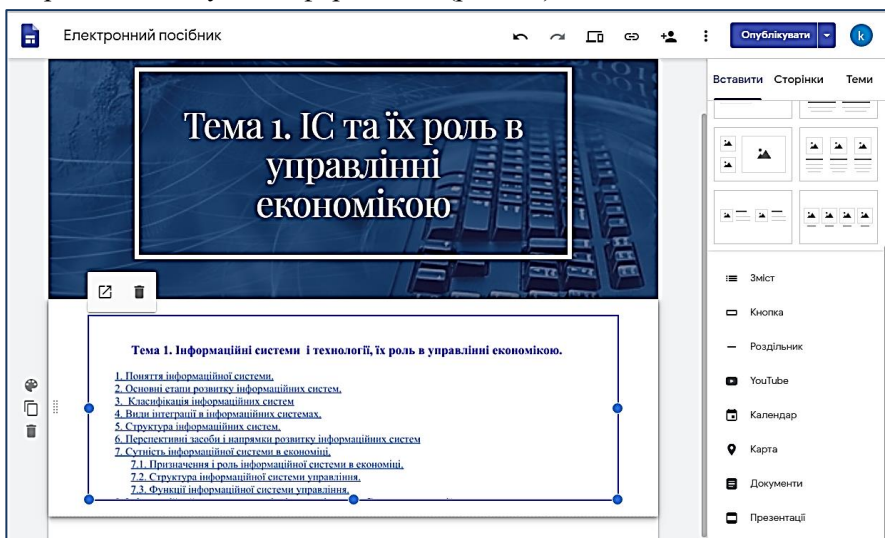 Електронний посібник
Опублікувати
k
Вставити Сторінки Теми
Тема 1. ІС та їх роль в
управлінні
економікою
Тема 1. Інформаційні системи і технології, їх роль в управлінні економікою.
1. Поняття інформаційної системи.
2. Основні етапи розвитку інформаційних систем.
3. Класифікація інформаційних систем
4. Види інтеграції в інформаційних системах.
5. Структура інформаційних систем.
6. Перспективні засоби і напрямки розвитку інформаційних систем
7. Сутність інформаційної системи в економіці.
7.1. Призначення і роль інформаційної системи в економіці.
7.2. Структура інформаційної системи управління.
7.3. Функції інформаційної системи управління.
Зміст
Кнопка
Роздільник
YouTube
Календар
Карта
Документи
Презентації